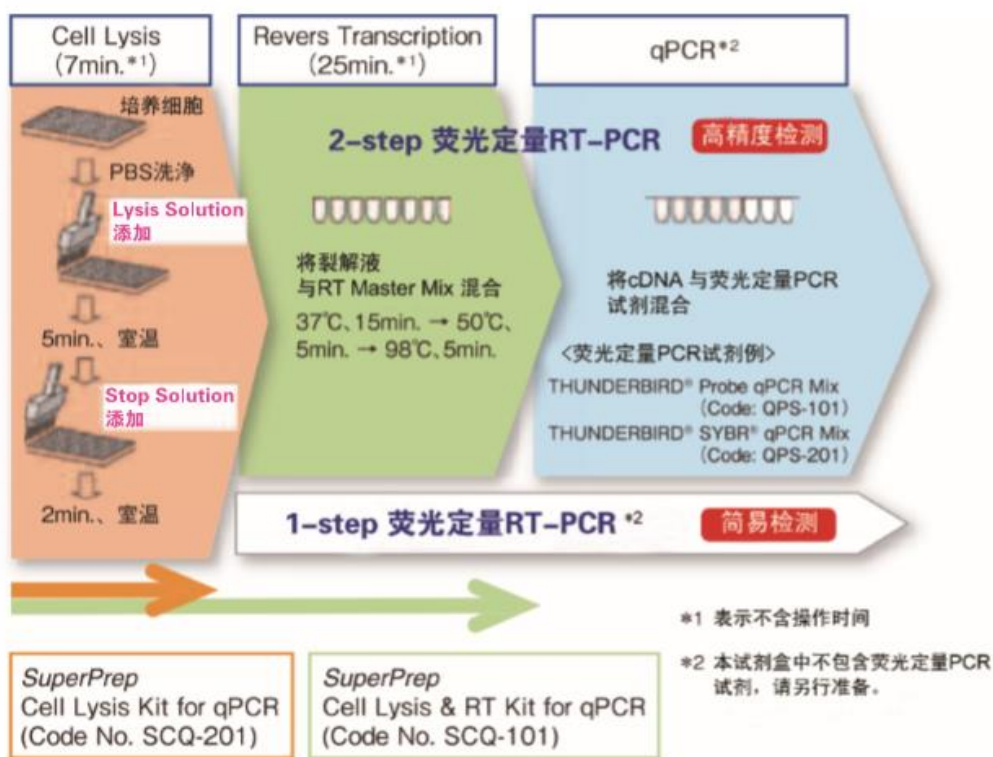 Cell Lysis
(7min.*1)
Revers Transcription
(25min.*1)
qPCR*2
培养细胞
PBS洗浄
Lysis Solution
添加
5min.、室温
Stop Solution
添加
2min.、室温
2-step 荧光定量RT-PCR
高精度检测
将裂解液
与RT Master Mix 混合
37℃、15min. → 50℃、
5min. → 98℃、5min.
将cDNA 与荧光定量PCR
试剂混合
<荧光定量PCR试剂例>
THUNDERBIRD® Probe qPCR Mix
(Code: QPS-101)
THUNDERBIRD® SYBR® qPCR Mix
(Code: QPS-201)
1-step 荧光定量RT-PCR *2
简易检测
*1 表示不含操作时间
*2 本试剂盒中不包含荧光定量PCR
试剂，请另行准备。
SuperPrep
Cell Lysis Kit for qPCR
(Code No. SCQ-201)
SuperPrep
Cell Lysis & RT Kit for qPCR
(Code No. SCQ-101)